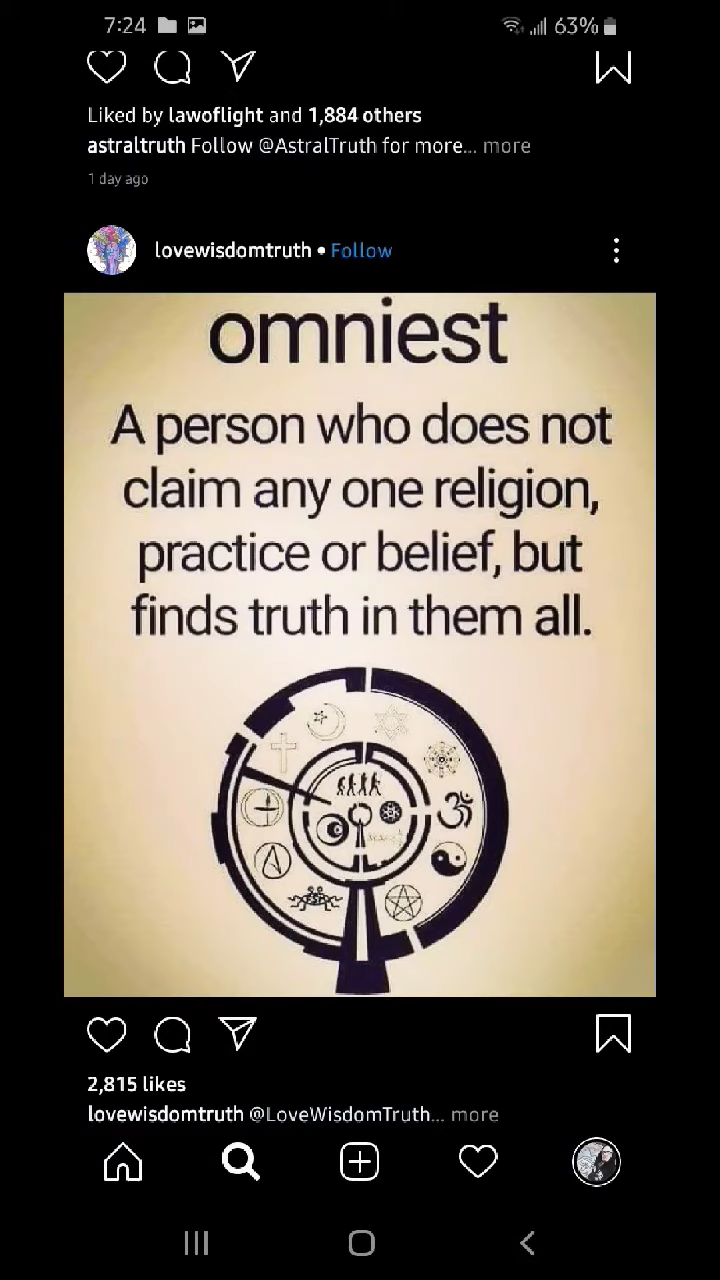 7:24 63%
Liked by lawoflight and 1,884 others
astraltruth Follow @AstralTruth for more... more
1 day ago
lovewisdomtruth • Follow
omniest
A person who does not
claim any one religion,
practice or belief, but
finds truth in them all.
2,815 likes
lovewisdomtruth @LoveWisdomTruth... more